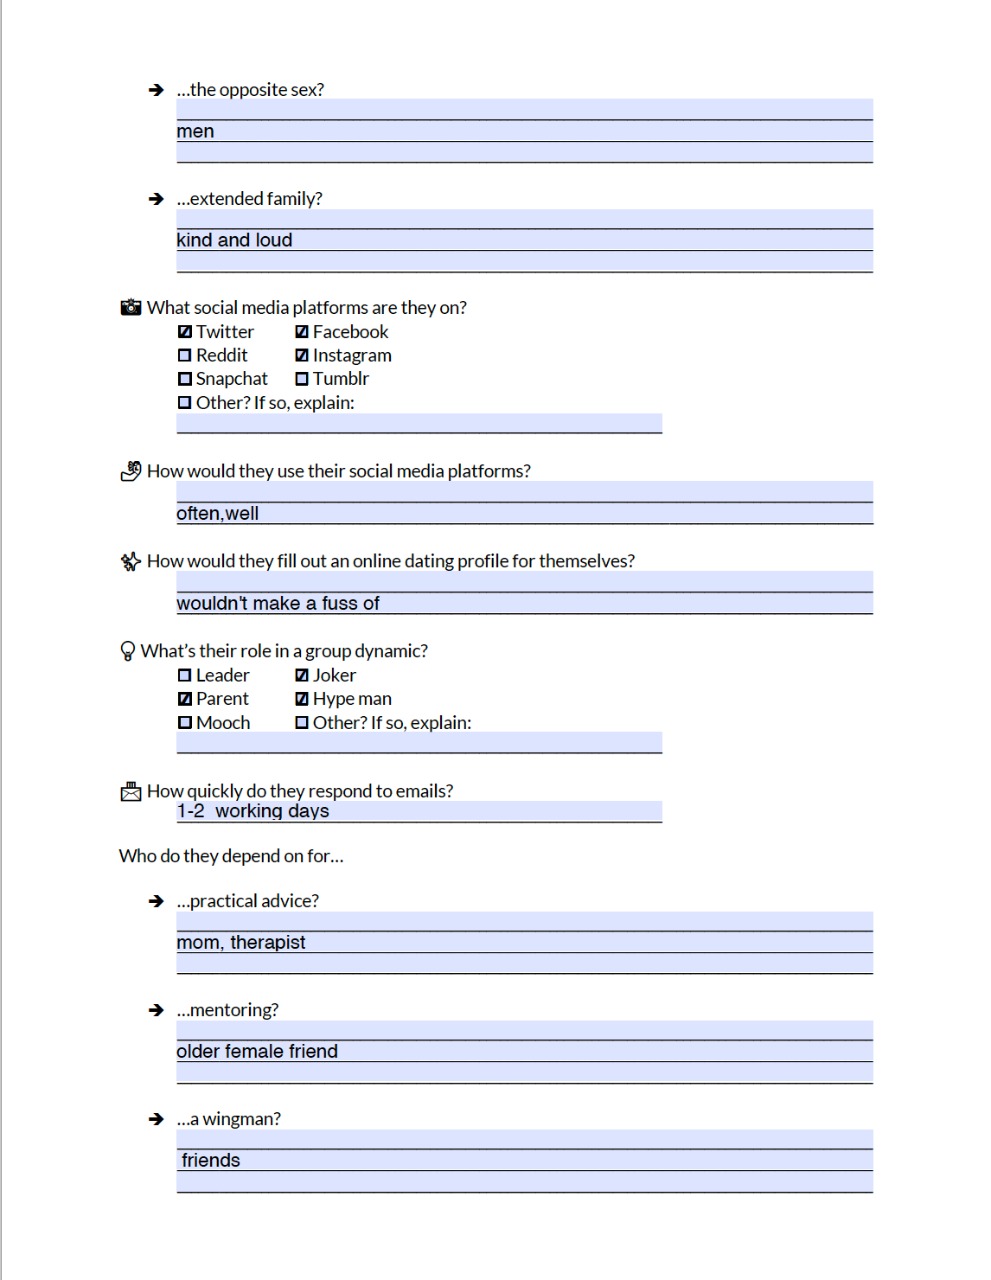 ➔ ...the opposite sex?
men
➔ ...extended family?
kind and loud
What social media platforms are they on?
☑ Twitter ☑ Facebook
☐ Reddit ☑ Instagram
☐ Snapchat ☐ Tumblr
☐ Other? If so, explain:
How would they use their social media platforms?
often,well
How would they fill out an online dating profile for themselves?
wouldn't make a fuss of
What's their role in a group dynamic?
☐ Leader ☑ Joker
☑ Parent ☑ Hype man
☐ Mooch ☐ Other? If so, explain:
How quickly do they respond to emails?
1-2  working days
Who do they depend on for...
➔ ...practical advice?
mom, therapist
➔ ...mentoring?
older female friend
➔ ...a wingman?
friends